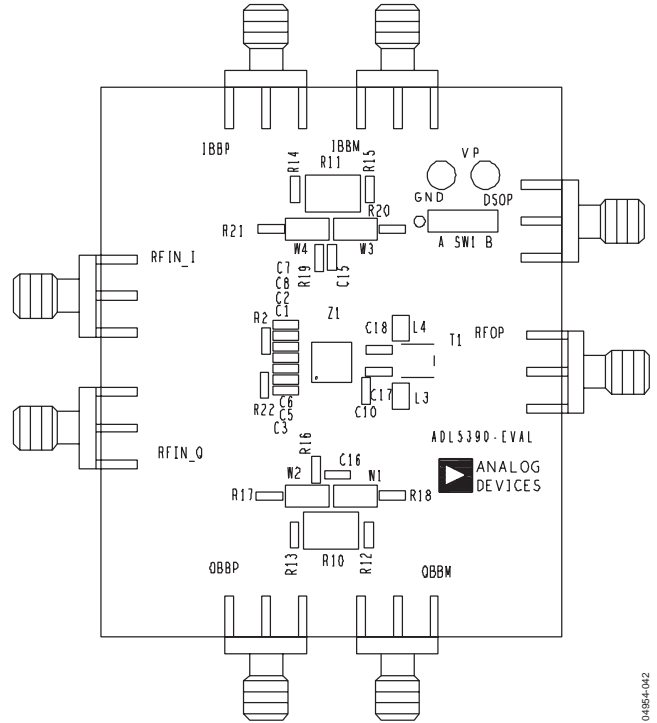 IBBP
IBBM
R14
R11
R15
VP
GND
DSOP
R21
R20
W4
W3
A SW1 B
RFIN_I
C7
C8
C2
C1
R19
C15
R2
Z1
C18
L4
T1
RFOP
R22
C6
C5
C3
C17
C10
L3
ADL5390-EVAL
RFIN_Q
R16
C16
ANALOG
DEVICES
R17
W2
W1
R18
R13
R10
R12
QBBP
QBBM
04954-042